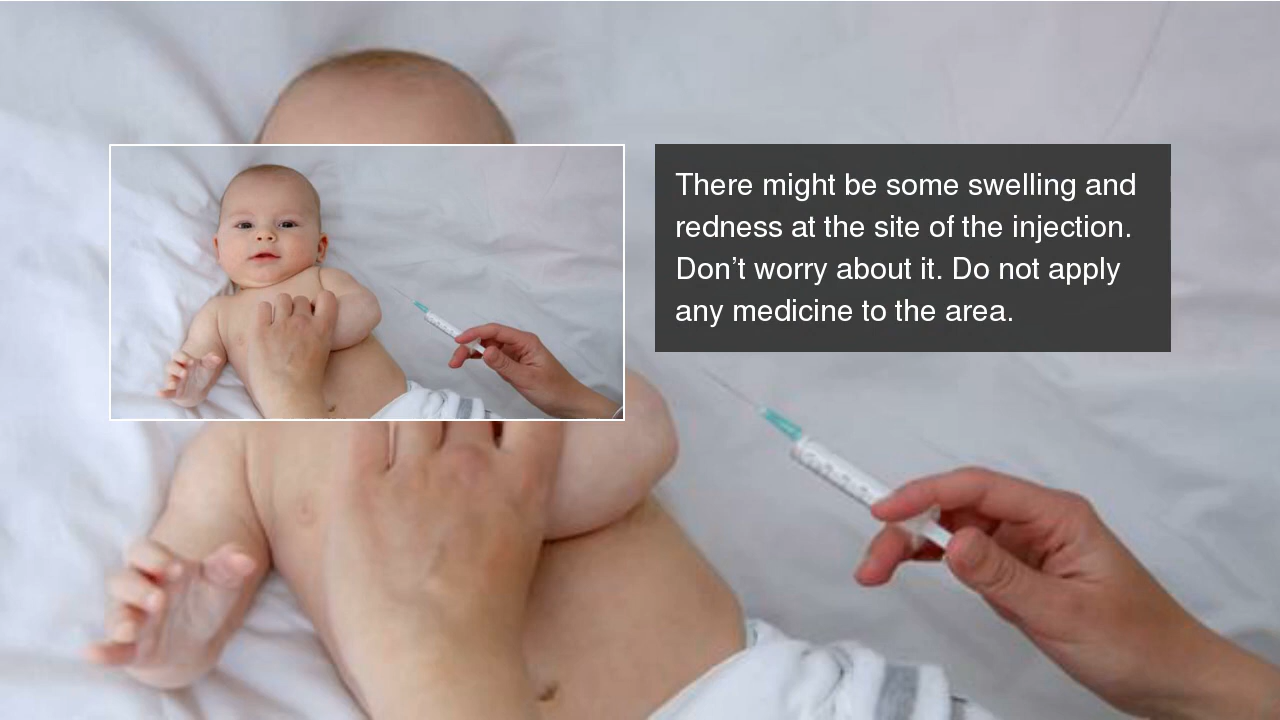 There might be some swelling and
redness at the site of the injection.
Don’t worry about it. Do not apply
any medicine to the area.